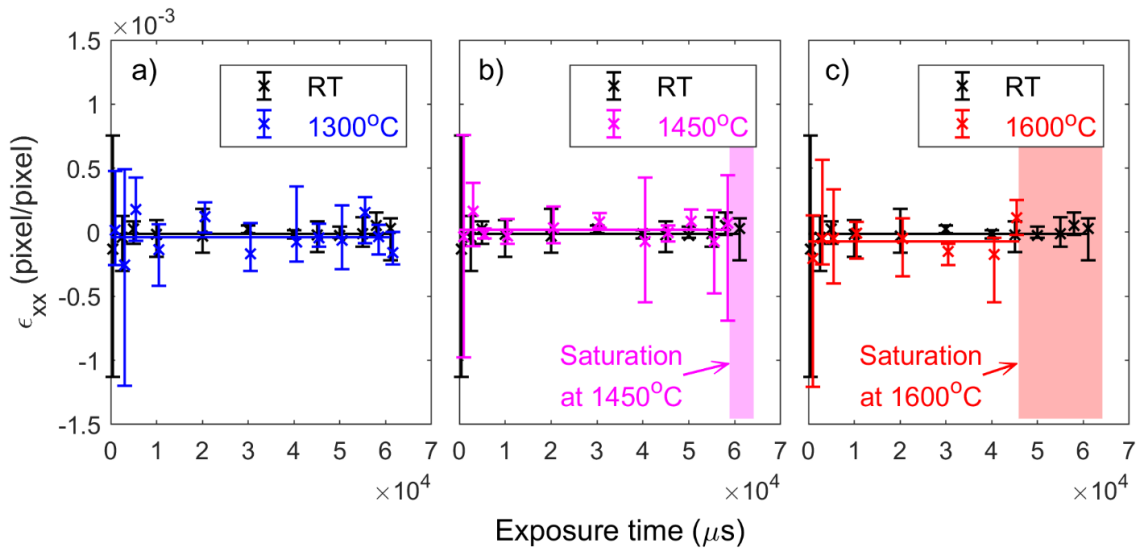 ×10⁻³
1.5
1
0.5
0
-0.5
-1
-1.5
ϵxx (pixel/pixel)
a)
RT
1300°C
0 1 2 3 4 5 6 7
×10⁴
b)
RT
1450°C
Saturation
at 1450°C
0 1 2 3 4 5 6 7
×10⁴
c)
RT
1600°C
Saturation
at 1600°C
0 1 2 3 4 5 6 7
×10⁴
Exposure time (μs)